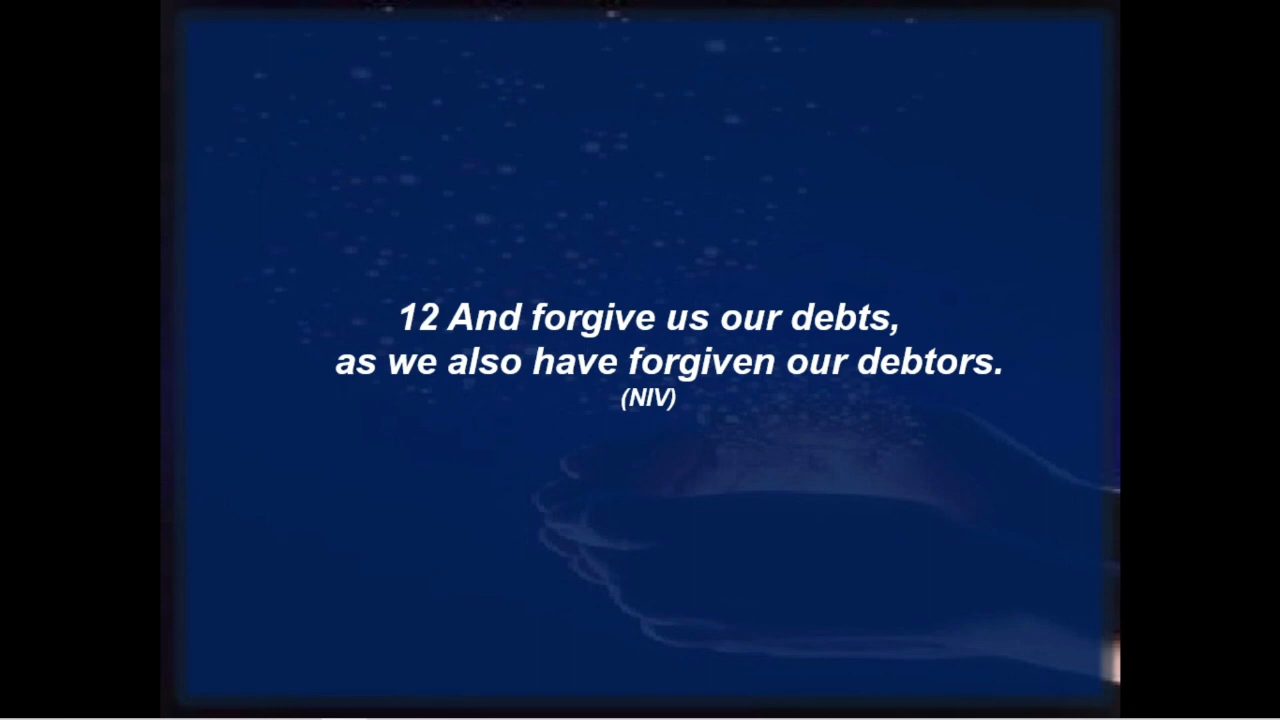 12 And forgive us our debts,
as we also have forgiven our debtors.
(NIV)